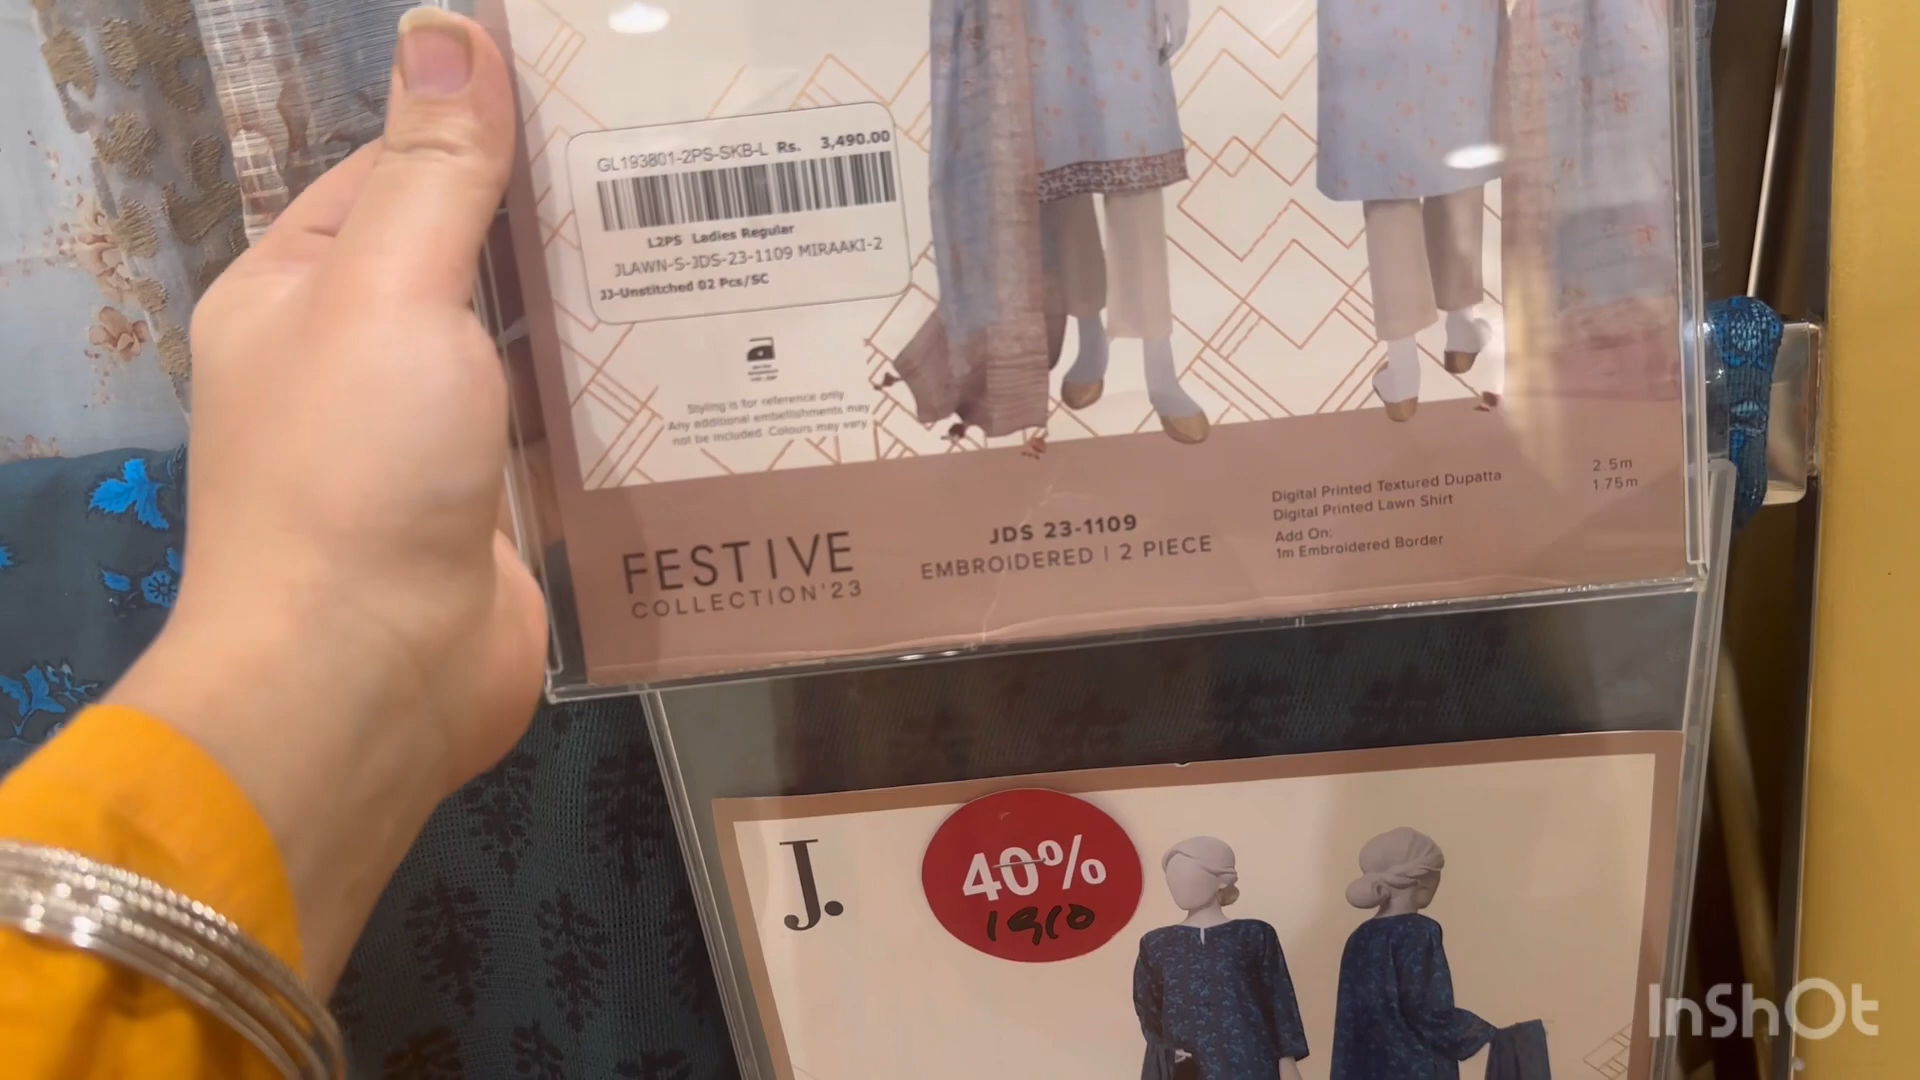 GL193801-2PS-SKB-L Rs. 3,490.00
L2PS Ladies Regular
JLAWN-S-JDS-23-1109 MIRAAKI-2
JJ-Unstitched 02 Pcs/SC
Styling is for reference only
Any additional embellishments may
not be included. Colours may vary.
FESTIVE
COLLECTION'23
JDS 23-1109
EMBROIDERED | 2 PIECE
Digital Printed Textured Dupatta 2.5m
Digital Printed Lawn Shirt 1.75m
Add On:
1m Embroidered Border
J.
40%
1910
InShOt